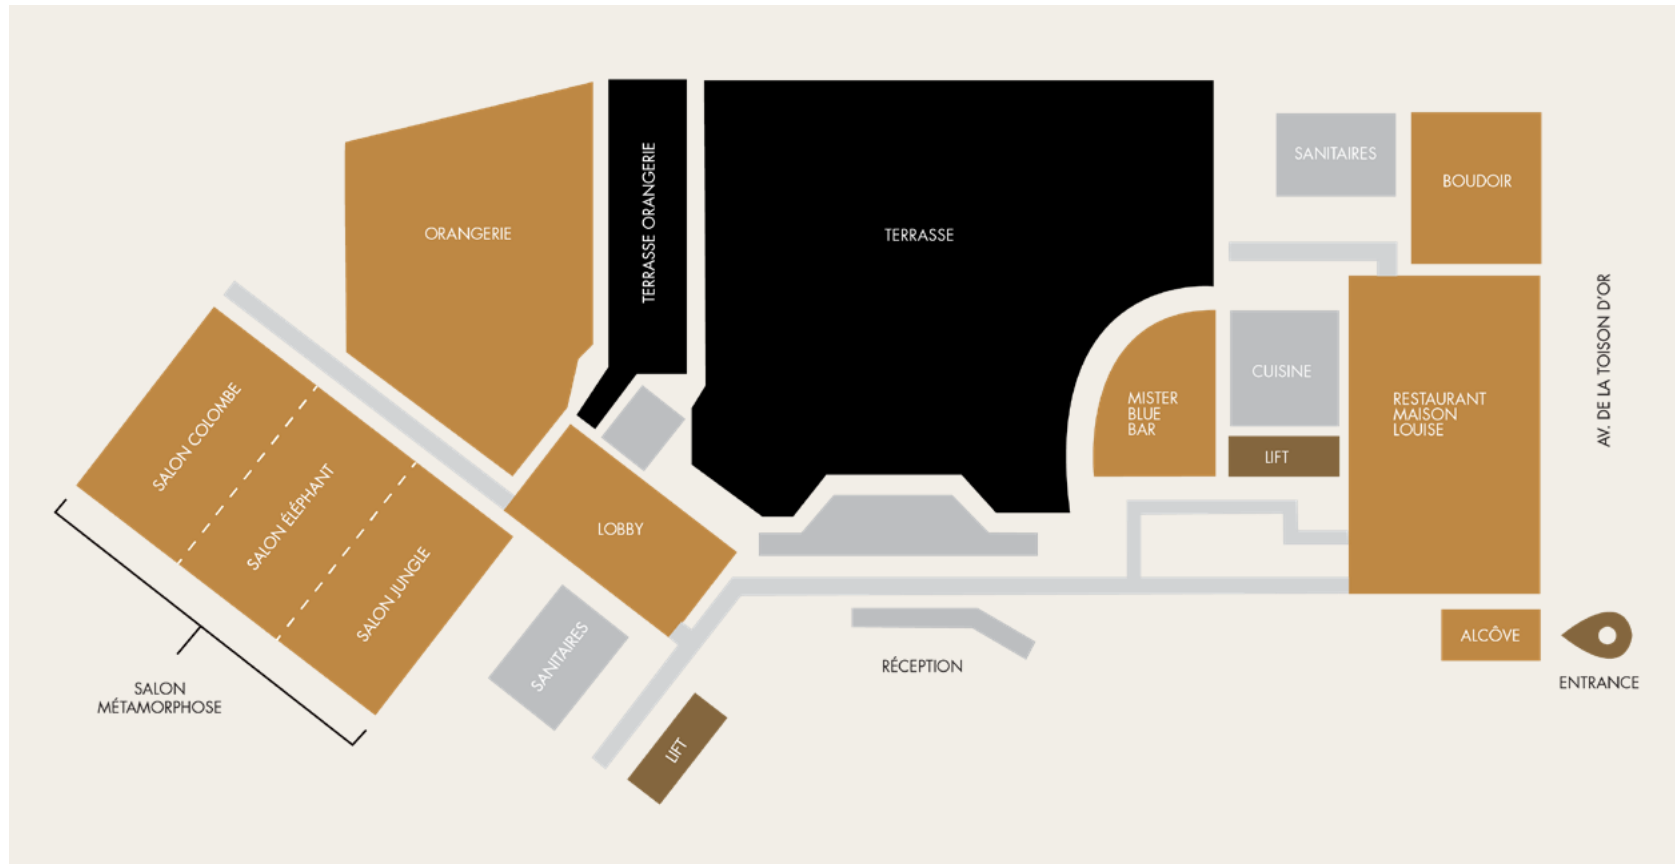 ORANGERIE
TERRASSE ORANGERIE
TERRASSE
SANITAIRES
BOUDOIR
AV. DE LA TOISON D'OR
MISTER
BLUE
BAR
CUISINE
LIFT
RESTAURANT
MAISON
LOUISE
SALON COLOMBE
SALON ÉLÉPHANT
SALON JUNGLE
SALON
MÉTAMORPHOSE
LOBBY
SANITAIRES
LIFT
RÉCEPTION
ALCÔVE
ENTRANCE